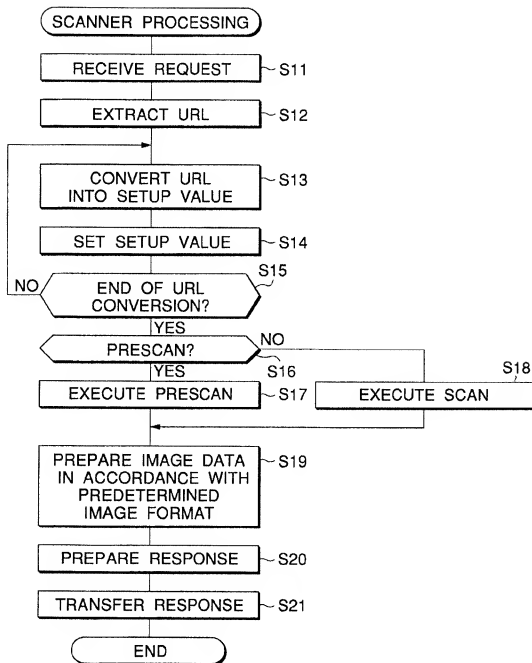 SCANNER PROCESSING
RECEIVE REQUEST
S11
EXTRACT URL
S12
CONVERT URL
INTO SETUP VALUE
S13
SET SETUP VALUE
S14
END OF URL
CONVERSION?
S15
NO
YES
PRESCAN?
S16
NO
YES
EXECUTE PRESCAN
S17
EXECUTE SCAN
S18
PREPARE IMAGE DATA
IN ACCORDANCE WITH
PREDETERMINED
IMAGE FORMAT
S19
PREPARE RESPONSE
S20
TRANSFER RESPONSE
S21
END